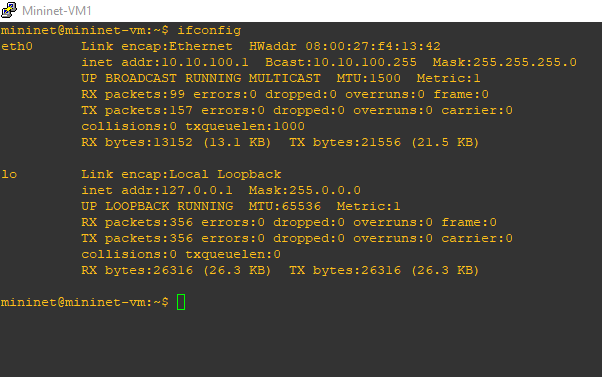 Mininet-VM1
mininet@mininet-vm:~$ ifconfig
eth0      Link encap:Ethernet  HWaddr 08:00:27:f4:13:42
          inet addr:10.10.100.1  Bcast:10.10.100.255  Mask:255.255.255.0
          UP BROADCAST RUNNING MULTICAST  MTU:1500  Metric:1
          RX packets:99 errors:0 dropped:0 overruns:0 frame:0
          TX packets:157 errors:0 dropped:0 overruns:0 carrier:0
          collisions:0 txqueuelen:1000
          RX bytes:13152 (13.1 KB)  TX bytes:21556 (21.5 KB)
lo        Link encap:Local Loopback
          inet addr:127.0.0.1  Mask:255.0.0.0
          UP LOOPBACK RUNNING  MTU:65536  Metric:1
          RX packets:356 errors:0 dropped:0 overruns:0 frame:0
          TX packets:356 errors:0 dropped:0 overruns:0 carrier:0
          collisions:0 txqueuelen:0
          RX bytes:26316 (26.3 KB)  TX bytes:26316 (26.3 KB)
mininet@mininet-vm:~$